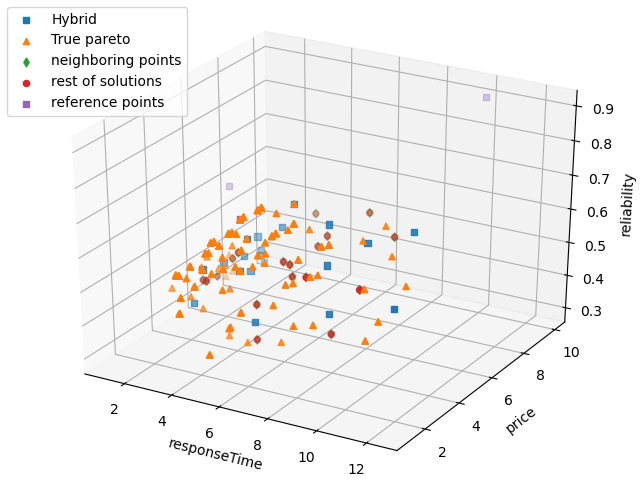 Hybrid
True pareto
neighboring points
rest of solutions
reference points
0.9
0.8
0.7
0.6
0.5
0.4
0.3
reliability
10
8
6
4
2
price
2
4
6
8
10
12
responseTime